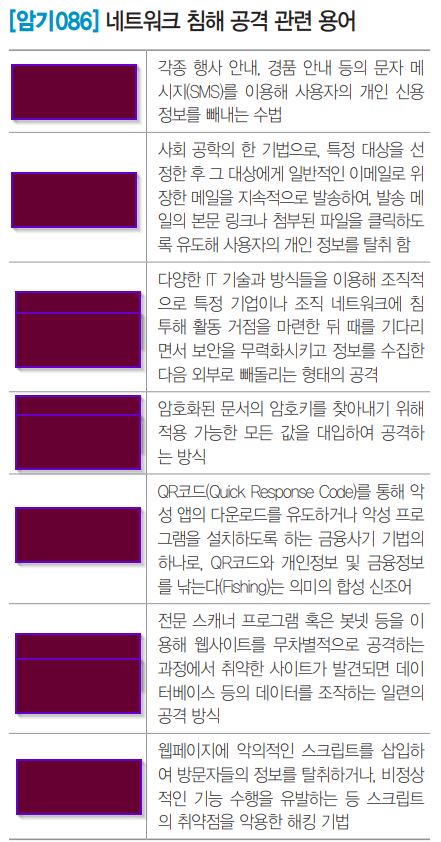 [암기086] 네트워크 침해 공격 관련 용어
각종 행사 안내, 경품 안내 등의 문자 메
시지(SMS)를 이용해 사용자의 개인 신용
정보를 빼내는 수법
사회 공학의 한 기법으로, 특정 대상을 선
정한 후 그 대상에게 일반적인 이메일로 위
장한 메일을 지속적으로 발송하여, 발송 메
일의 본문 링크나 첨부된 파일을 클릭하도
록 유도해 사용자의 개인 정보를 탈취 함
다양한 IT 기술과 방식들을 이용해 조직적
으로 특정 기업이나 조직 네트워크에 침
투해 활동 거점을 마련한 뒤 때를 기다리
면서 보안을 무력화시키고 정보를 수집한
다음 외부로 빼돌리는 형태의 공격
암호화된 문서의 암호키를 찾아내기 위해
적용 가능한 모든 값을 대입하여 공격하
는 방식
QR코드(Quick Response Code)를 통해 악
성 앱의 다운로드를 유도하거나 악성 프로
그램을 설치하도록 하는 금융사기 기법의
하나로, QR코드와 개인정보 및 금융정보
를 낚는다(Fishing)는 의미의 합성 신조어
전문 스캐너 프로그램 혹은 봇넷 등을 이
용해 웹사이트를 무차별적으로 공격하는
과정에서 취약한 사이트가 발견되면 데이
터베이스 등의 데이터를 조작하는 일련의
공격 방식
웹페이지에 악의적인 스크립트를 삽입하
여 방문자들의 정보를 탈취하거나, 비정상
적인 기능 수행을 유발하는 등 스크립트
의 취약점을 악용한 해킹 기법